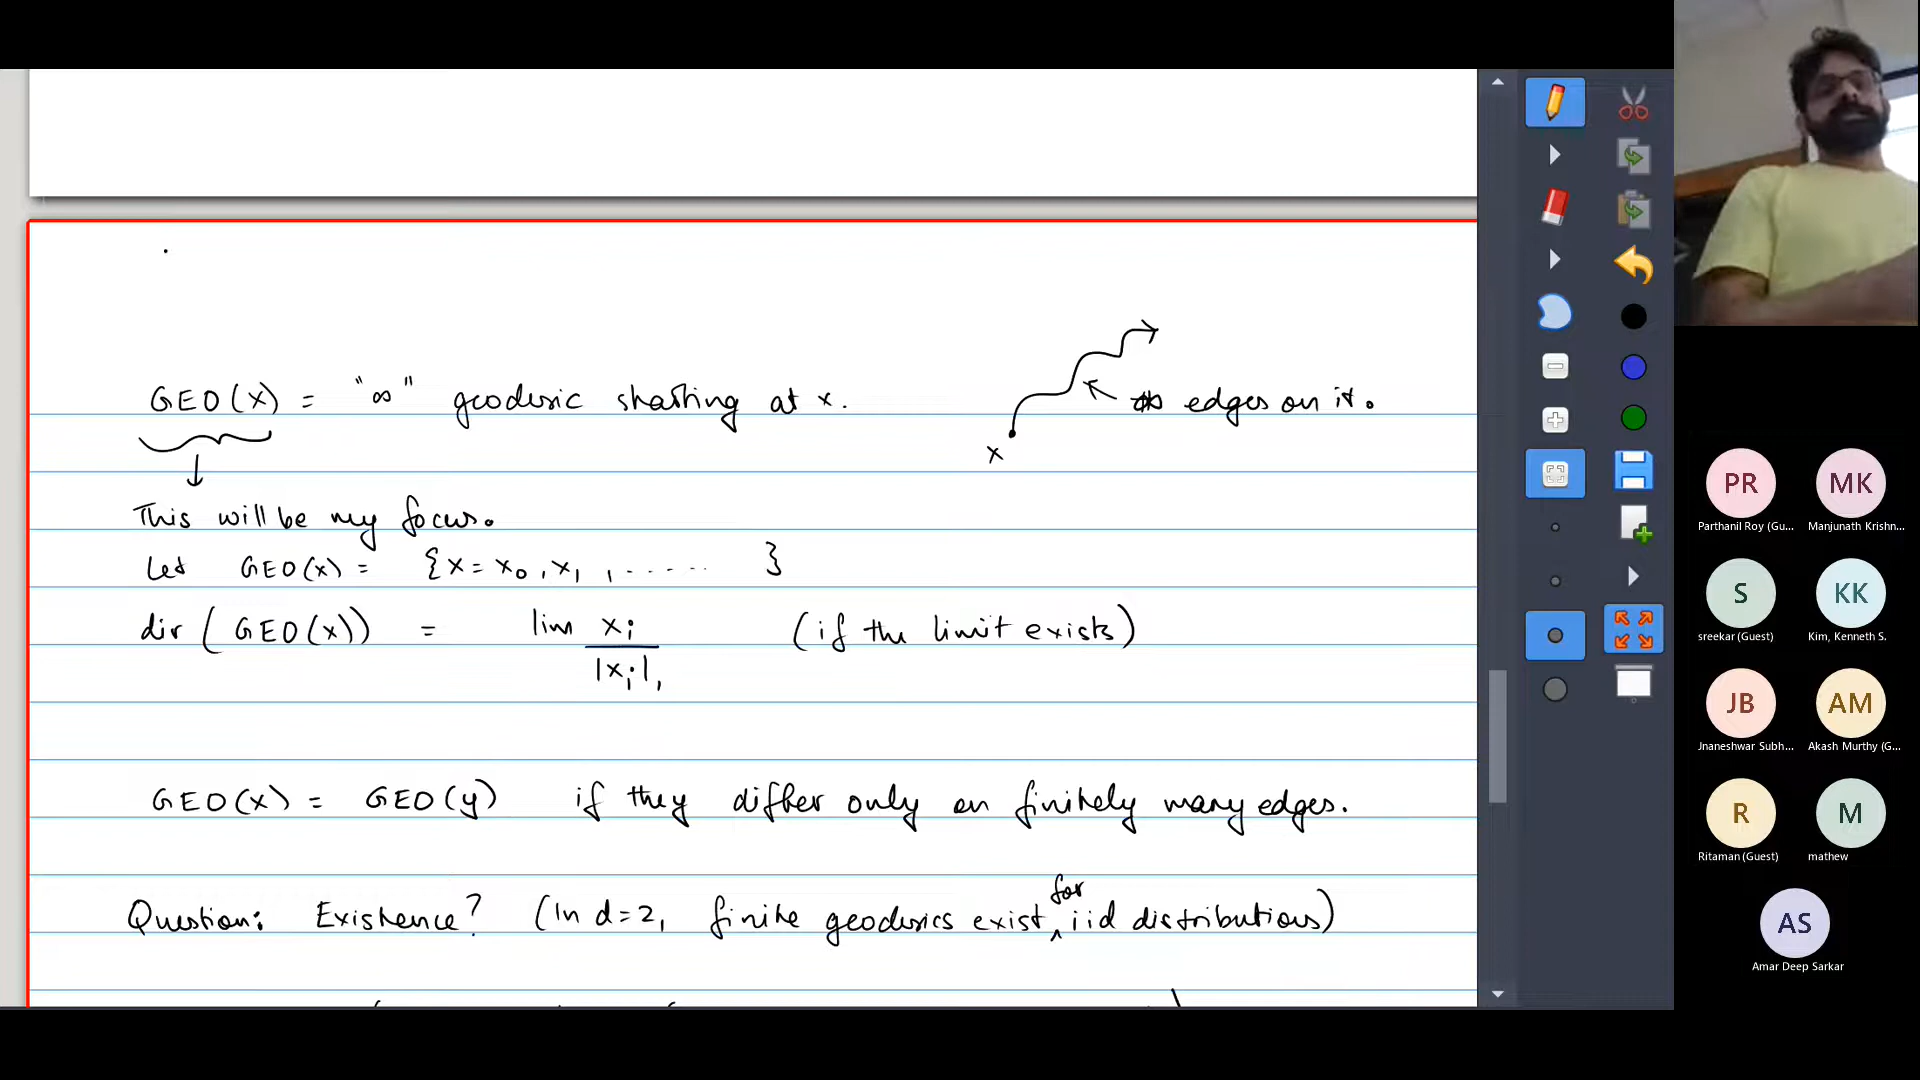 GEO(x) = "∞" geodesic starting at x.
x
∞ edges on it.
This will be my focus.
Let GEO(x) = {x = x₀, x₁, ...... }
dir (GEO(x)) = lim xᵢ / |xᵢ|₁ (if the limit exists)
GEO(x) = GEO(y) if they differ only on finitely many edges.
Question: Existence? (In d=2, finite geodesics exist for iid distributions)
PR
MK
Parthanil Roy (Gu...
Manjunath Krishn...
S
KK
sreekar (Guest)
Kim, Kenneth S.
JB
AM
Jnaneshwar Subh...
Akash Murthy (G...
R
M
Ritaman (Guest)
mathew
AS
Amar Deep Sarkar